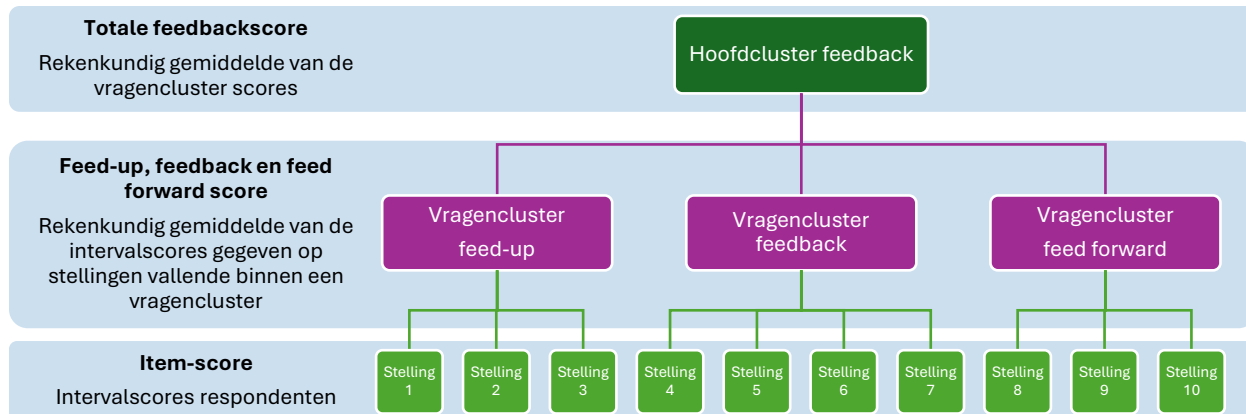 Totale feedbackscore
Rekenkundig gemiddelde van de
vragencluster scores
Hoofdcluster feedback
Feed-up, feedback en feed
forward score
Rekenkundig gemiddelde van de
intervalscores gegeven op
stellingen vallende binnen een
vragencluster
Vragencluster
feed-up
Vragencluster
feedback
Vragencluster
feed forward
Item-score
Intervalscores respondenten
Stelling
1
Stelling
2
Stelling
3
Stelling
4
Stelling
5
Stelling
6
Stelling
7
Stelling
8
Stelling
9
Stelling
10